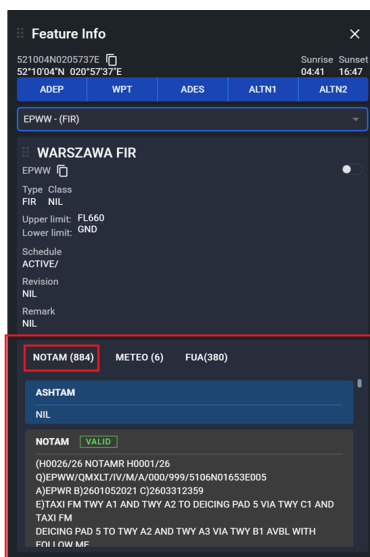 Feature Info
521004N0205737E
52°10'04"N 020°57'37"E
Sunrise Sunset
04:41 16:47
ADEP WPT ADES ALTN1 ALTN2
EPWW - (FIR)
WARSZAWA FIR
EPWW
Type Class
FIR NIL
Upper limit: FL660
Lower limit: GND
Schedule
ACTIVE/
Revision
NIL
Remark
NIL
NOTAM (884) METEO (6) FUA(380)
ASHTAM
NIL
NOTAM VALID
(H0026/26 NOTAMR H0001/26
Q)EPWW/QMXLT/IV/M/A/000/999/5106N01653E005
A)EPWR B)2601052021 C)2603312359
E)TAXI FM TWY A1 AND TWY A2 TO DEICING PAD 5 VIA TWY C1 AND
TAXI FM
DEICING PAD 5 TO TWY A2 AND TWY A3 VIA TWY B1 AVBL WITH
FOLLOW ME